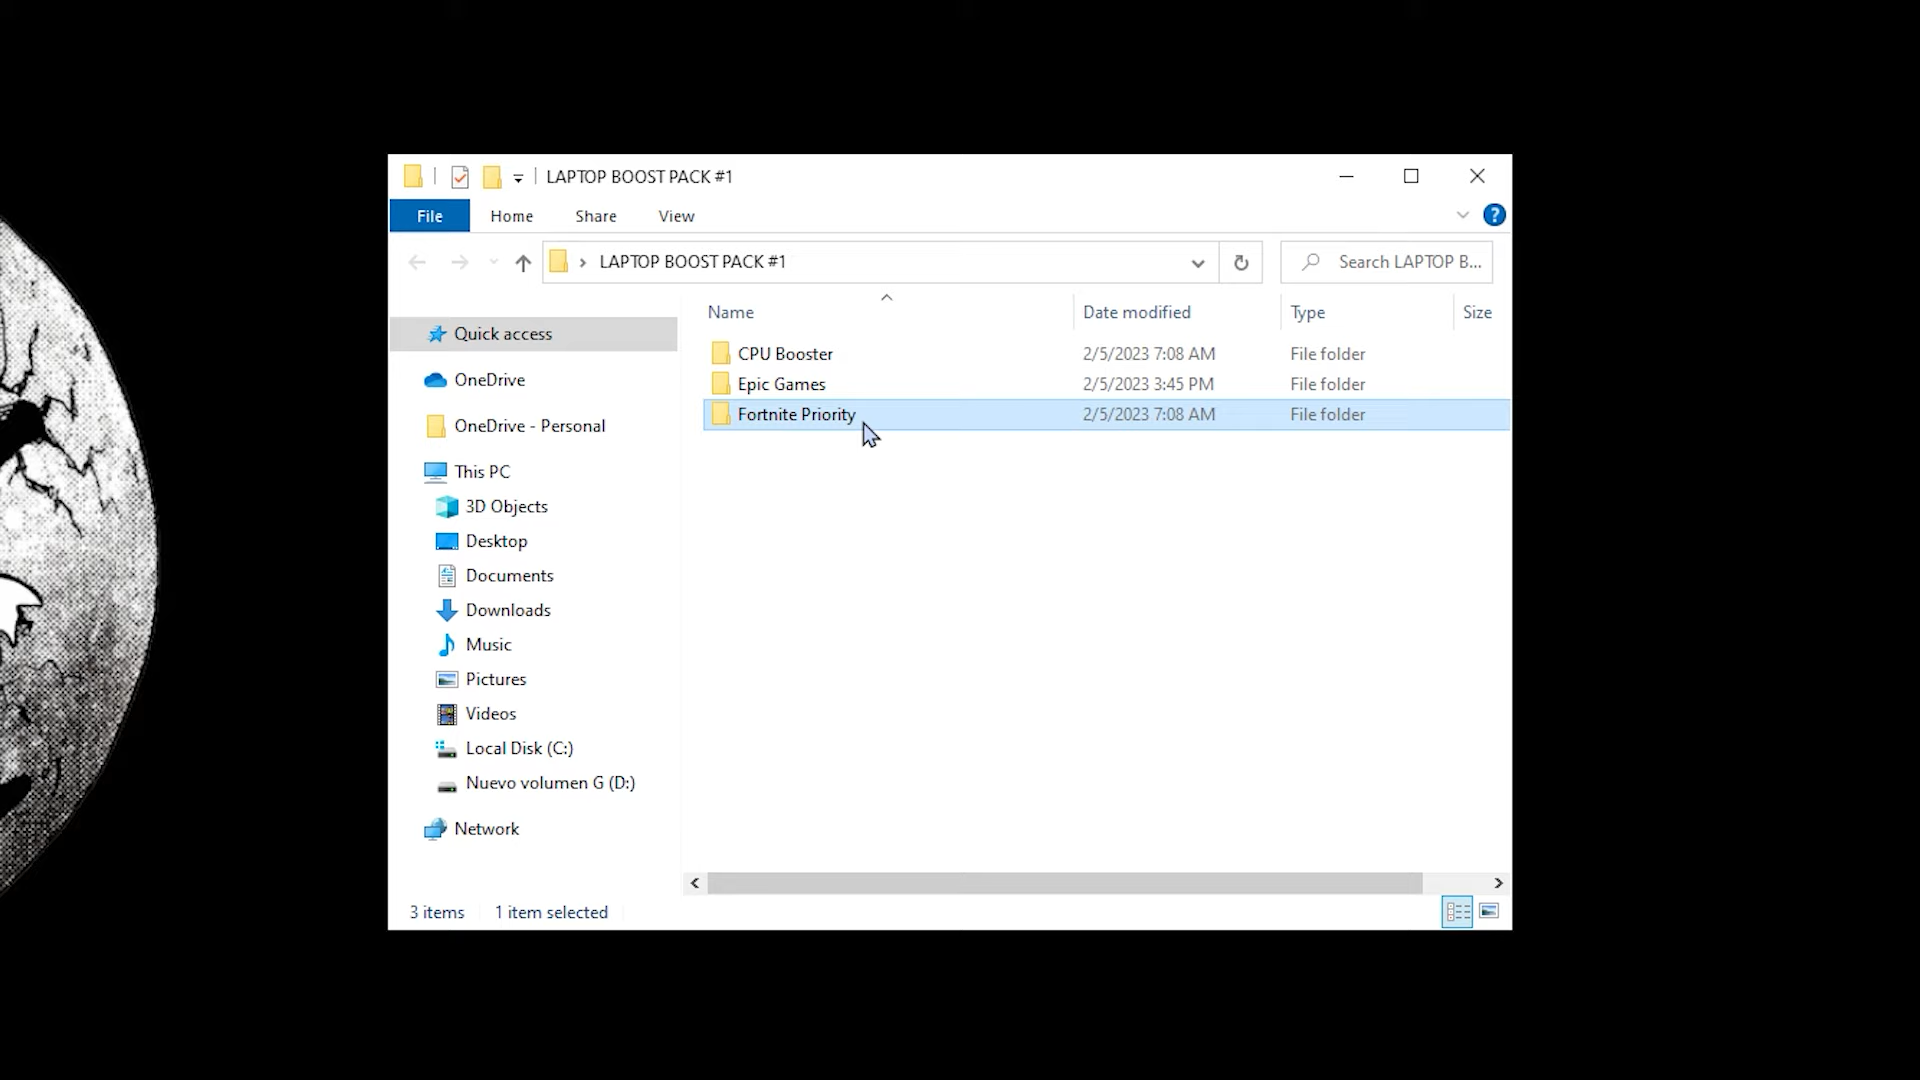 LAPTOP BOOST PACK #1
File Home Share View
LAPTOP BOOST PACK #1
Search LAPTOP B...
Name Date modified Type Size
Quick access
OneDrive
OneDrive - Personal
This PC
3D Objects
Desktop
Documents
Downloads
Music
Pictures
Videos
Local Disk (C:)
Nuevo volumen G (D:)
Network
CPU Booster 2/5/2023 7:08 AM File folder
Epic Games 2/5/2023 3:45 PM File folder
Fortnite Priority 2/5/2023 7:08 AM File folder
3 items 1 item selected